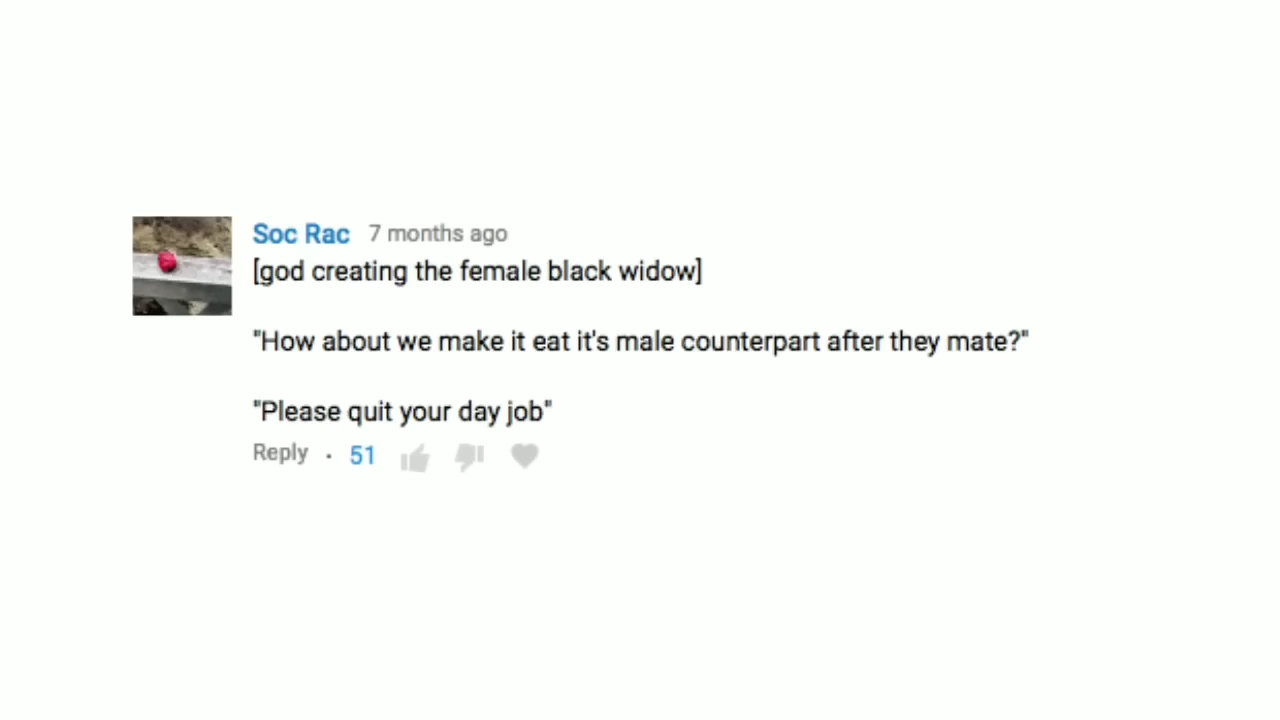 Soc Rac 7 months ago
[god creating the female black widow]
"How about we make it eat it's male counterpart after they mate?"
"Please quit your day job"
Reply · 51